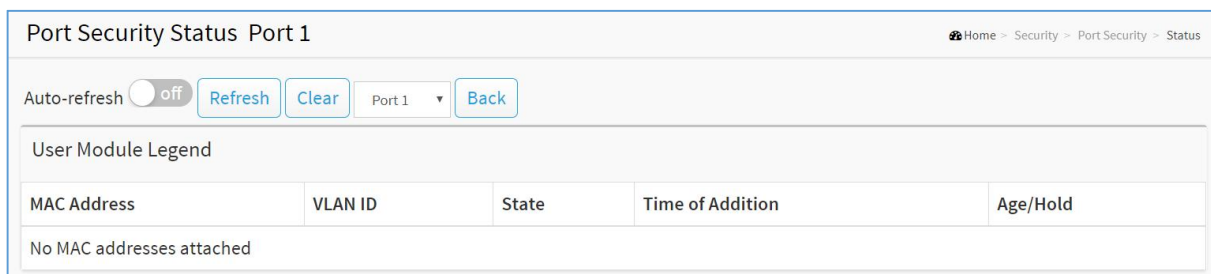 Port Security Status Port 1
Home > Security > Port Security > Status
Auto-refresh off Refresh Clear Port 1 Back
User Module Legend
MAC Address VLAN ID State Time of Addition Age/Hold
No MAC addresses attached